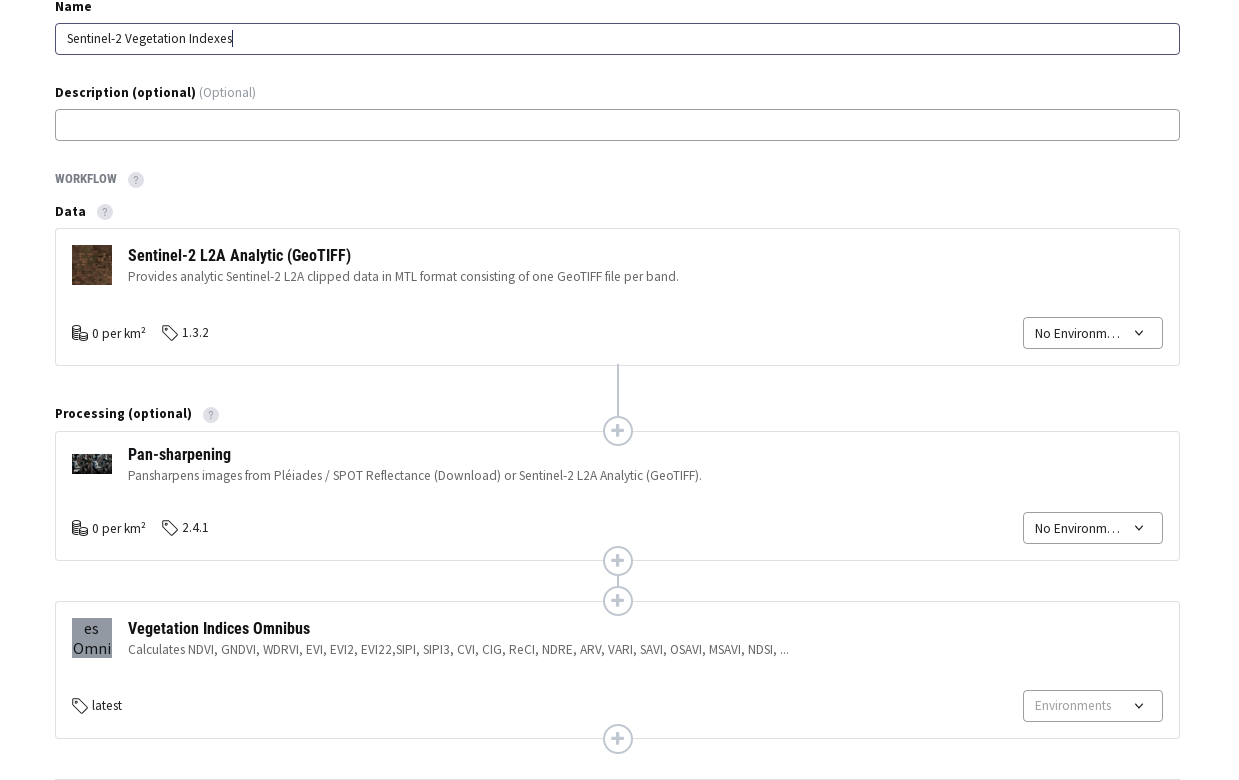 Name
Sentinel-2 Vegetation Indexes
Description (optional) (Optional)
WORKFLOW ?
Data ?
Sentinel-2 L2A Analytic (GeoTIFF)
Provides analytic Sentinel-2 L2A clipped data in MTL format consisting of one GeoTIFF file per band.
0 per km² 1.3.2 No Environm...
Processing (optional) ?
Pan-sharpening
Pansharpens images from Pléiades / SPOT Reflectance (Download) or Sentinel-2 L2A Analytic (GeoTIFF).
0 per km² 2.4.1 No Environm...
es
Omni
Vegetation Indices Omnibus
Calculates NDVI, GNDVI, WDRVI, EVI, EVI2, EVI22,SIPI, SIPI3, CVI, CIG, ReCI, NDRE, ARV, VARI, SAVI, OSAVI, MSAVI, NDSI, ...
latest Environments